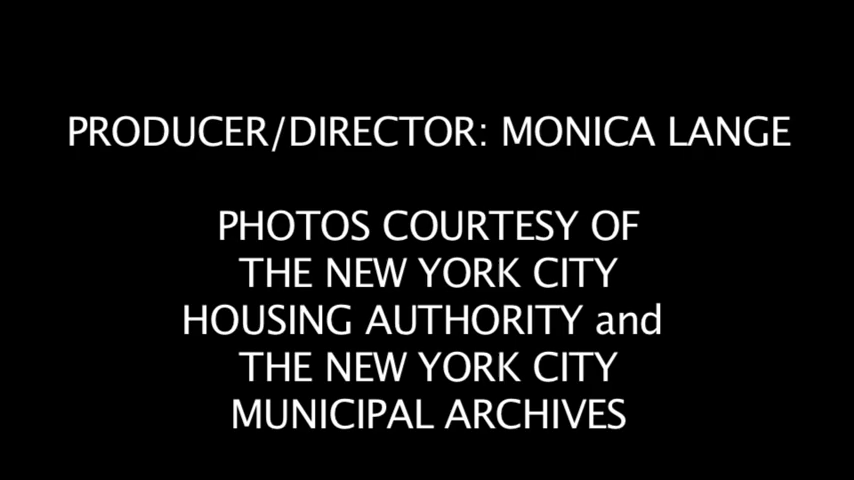 PRODUCER/DIRECTOR: MONICA LANGE
PHOTOS COURTESY OF
THE NEW YORK CITY
HOUSING AUTHORITY and
THE NEW YORK CITY
MUNICIPAL ARCHIVES